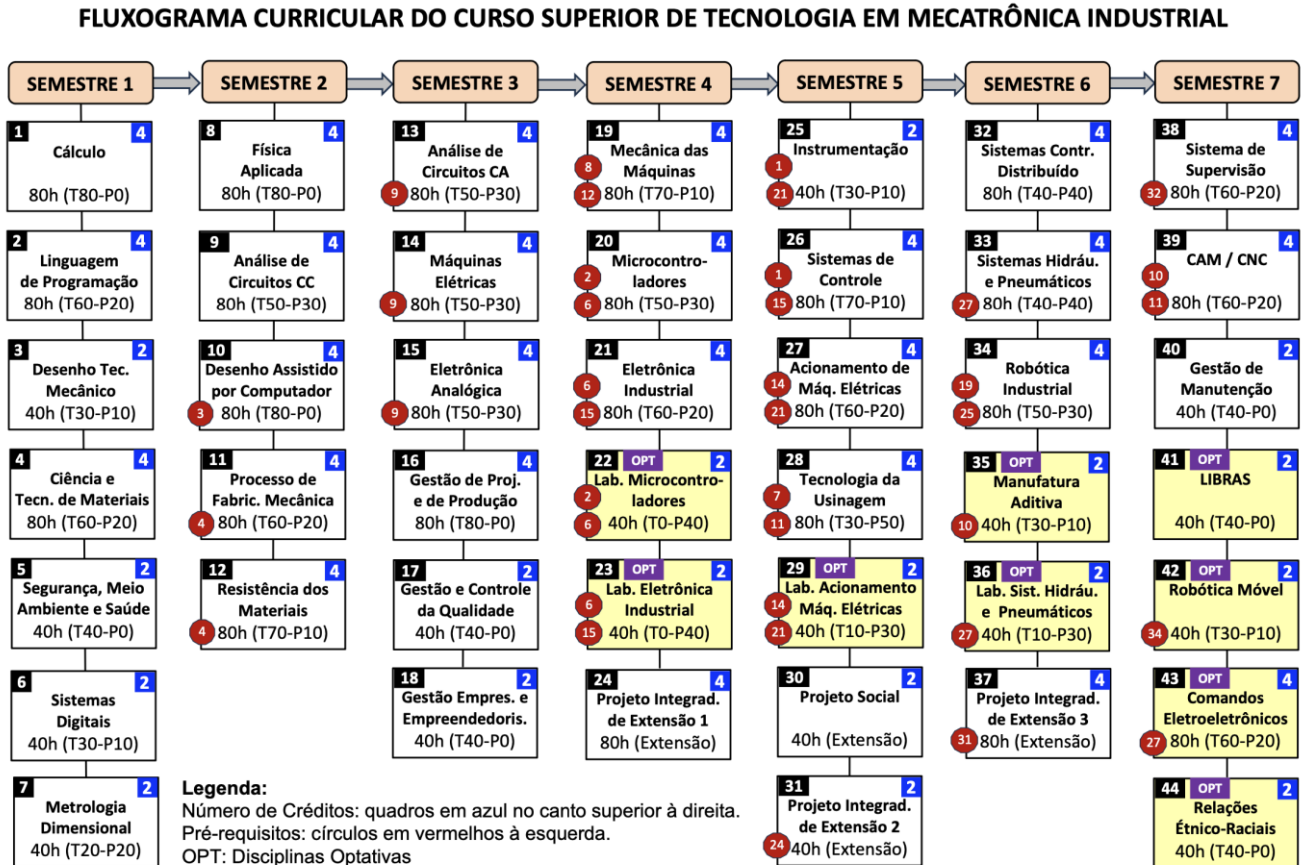 FLUXOGRAMA CURRICULAR DO CURSO SUPERIOR DE TECNOLOGIA EM MECATRÔNICA INDUSTRIAL
SEMESTRE 1
1
4
Cálculo
80h (T80-P0)
2
4
Linguagem
de Programação
80h (T60-P20)
3
2
Desenho Tec.
Mecânico
40h (T30-P10)
4
4
Ciência e
Tecn. de Materiais
80h (T60-P20)
5
2
Segurança, Meio
Ambiente e Saúde
40h (T40-P0)
6
2
Sistemas
Digitais
40h (T30-P10)
7
2
Metrologia
Dimensional
40h (T20-P20)
SEMESTRE 2
8
4
Física
Aplicada
80h (T80-P0)
9
4
Análise de
Circuitos CC
80h (T50-P30)
10
4
Desenho Assistido
por Computador
3
80h (T80-P0)
11
4
Processo de
Fabric. Mecânica
4
80h (T60-P20)
12
4
Resistência dos
Materiais
4
80h (T70-P10)
SEMESTRE 3
13
4
Análise de
Circuitos CA
9
80h (T50-P30)
14
4
Máquinas
Elétricas
9
80h (T50-P30)
15
4
Eletrônica
Analógica
9
80h (T50-P30)
16
4
Gestão de Proj.
e de Produção
80h (T80-P0)
17
2
Gestão e Controle
da Qualidade
40h (T40-P0)
18
2
Gestão Empres. e
Empreendedoris.
40h (T40-P0)
SEMESTRE 4
19
4
Mecânica das
8
Máquinas
12
80h (T70-P10)
20
4
Microcontro-
2
ladores
6
80h (T50-P30)
21
4
Eletrônica
6
Industrial
15
80h (T60-P20)
22
OPT
2
Lab. Microcontro-
2
ladores
6
40h (T0-P40)
23
OPT
2
Lab. Eletrônica
6
Industrial
15
40h (T0-P40)
24
4
Projeto Integrad.
de Extensão 1
80h (Extensão)
SEMESTRE 5
25
2
Instrumentação
1
21
40h (T30-P10)
26
4
Sistemas de
1
Controle
15
80h (T70-P10)
27
4
Acionamento de
14
Máq. Elétricas
21
80h (T60-P20)
28
4
Tecnologia da
7
Usinagem
11
80h (T30-P50)
29
OPT
2
Lab. Acionamento
14
Máq. Elétricas
21
40h (T10-P30)
30
2
Projeto Social
40h (Extensão)
31
2
Projeto Integrad.
de Extensão 2
24
40h (Extensão)
SEMESTRE 6
32
4
Sistemas Contr.
Distribuído
80h (T40-P40)
33
4
Sistemas Hidráu.
e Pneumáticos
27
80h (T40-P40)
34
4
Robótica
19
Industrial
25
80h (T50-P30)
35
OPT
2
Manufatura
Aditiva
10
40h (T30-P10)
36
OPT
2
Lab. Sist. Hidráu.
e Pneumáticos
27
40h (T10-P30)
37
4
Projeto Integrad.
de Extensão 3
31
80h (Extensão)
SEMESTRE 7
38
4
Sistema de
Supervisão
32
80h (T60-P20)
39
4
CAM / CNC
10
11
80h (T60-P20)
40
2
Gestão de
Manutenção
40h (T40-P0)
41
OPT
2
LIBRAS
40h (T40-P0)
42
OPT
2
Robótica Móvel
34
40h (T30-P10)
43
OPT
4
Comandos
Eletroeletrônicos
27
80h (T60-P20)
44
OPT
2
Relações
Étnico-Raciais
40h (T40-P0)
Legenda:
Número de Créditos: quadros em azul no canto superior à direita.
Pré-requisitos: círculos em vermelhos à esquerda.
OPT: Disciplinas Optativas